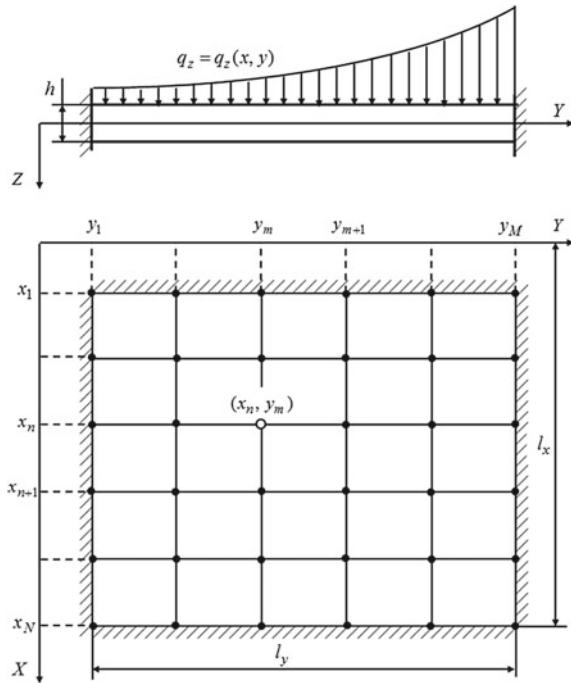 q_z = q_z(x, y)
h
Y
Z
y_1 y_m y_{m+1} y_M Y
x_1
(x_n, y_m)
x_n
l_x
x_{n+1}
x_N
l_y
X